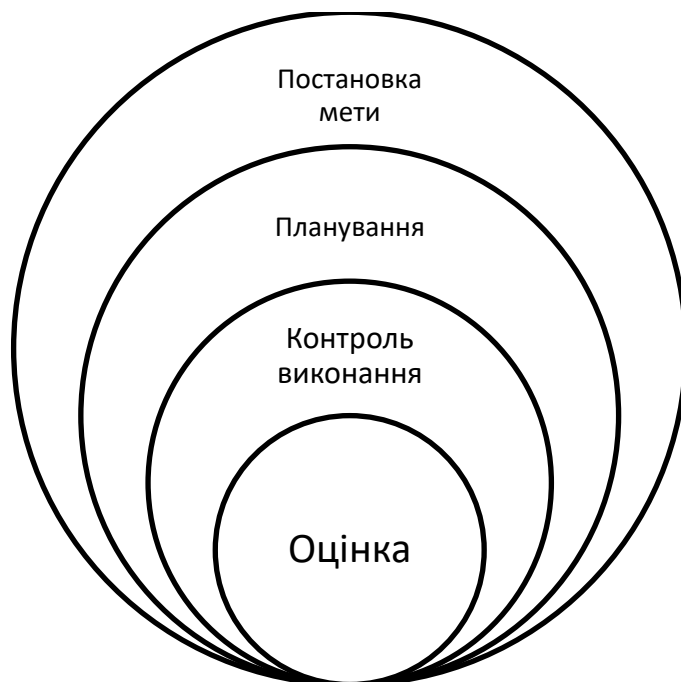 Постановка
мети
Планування
Контроль
виконання
Оцінка